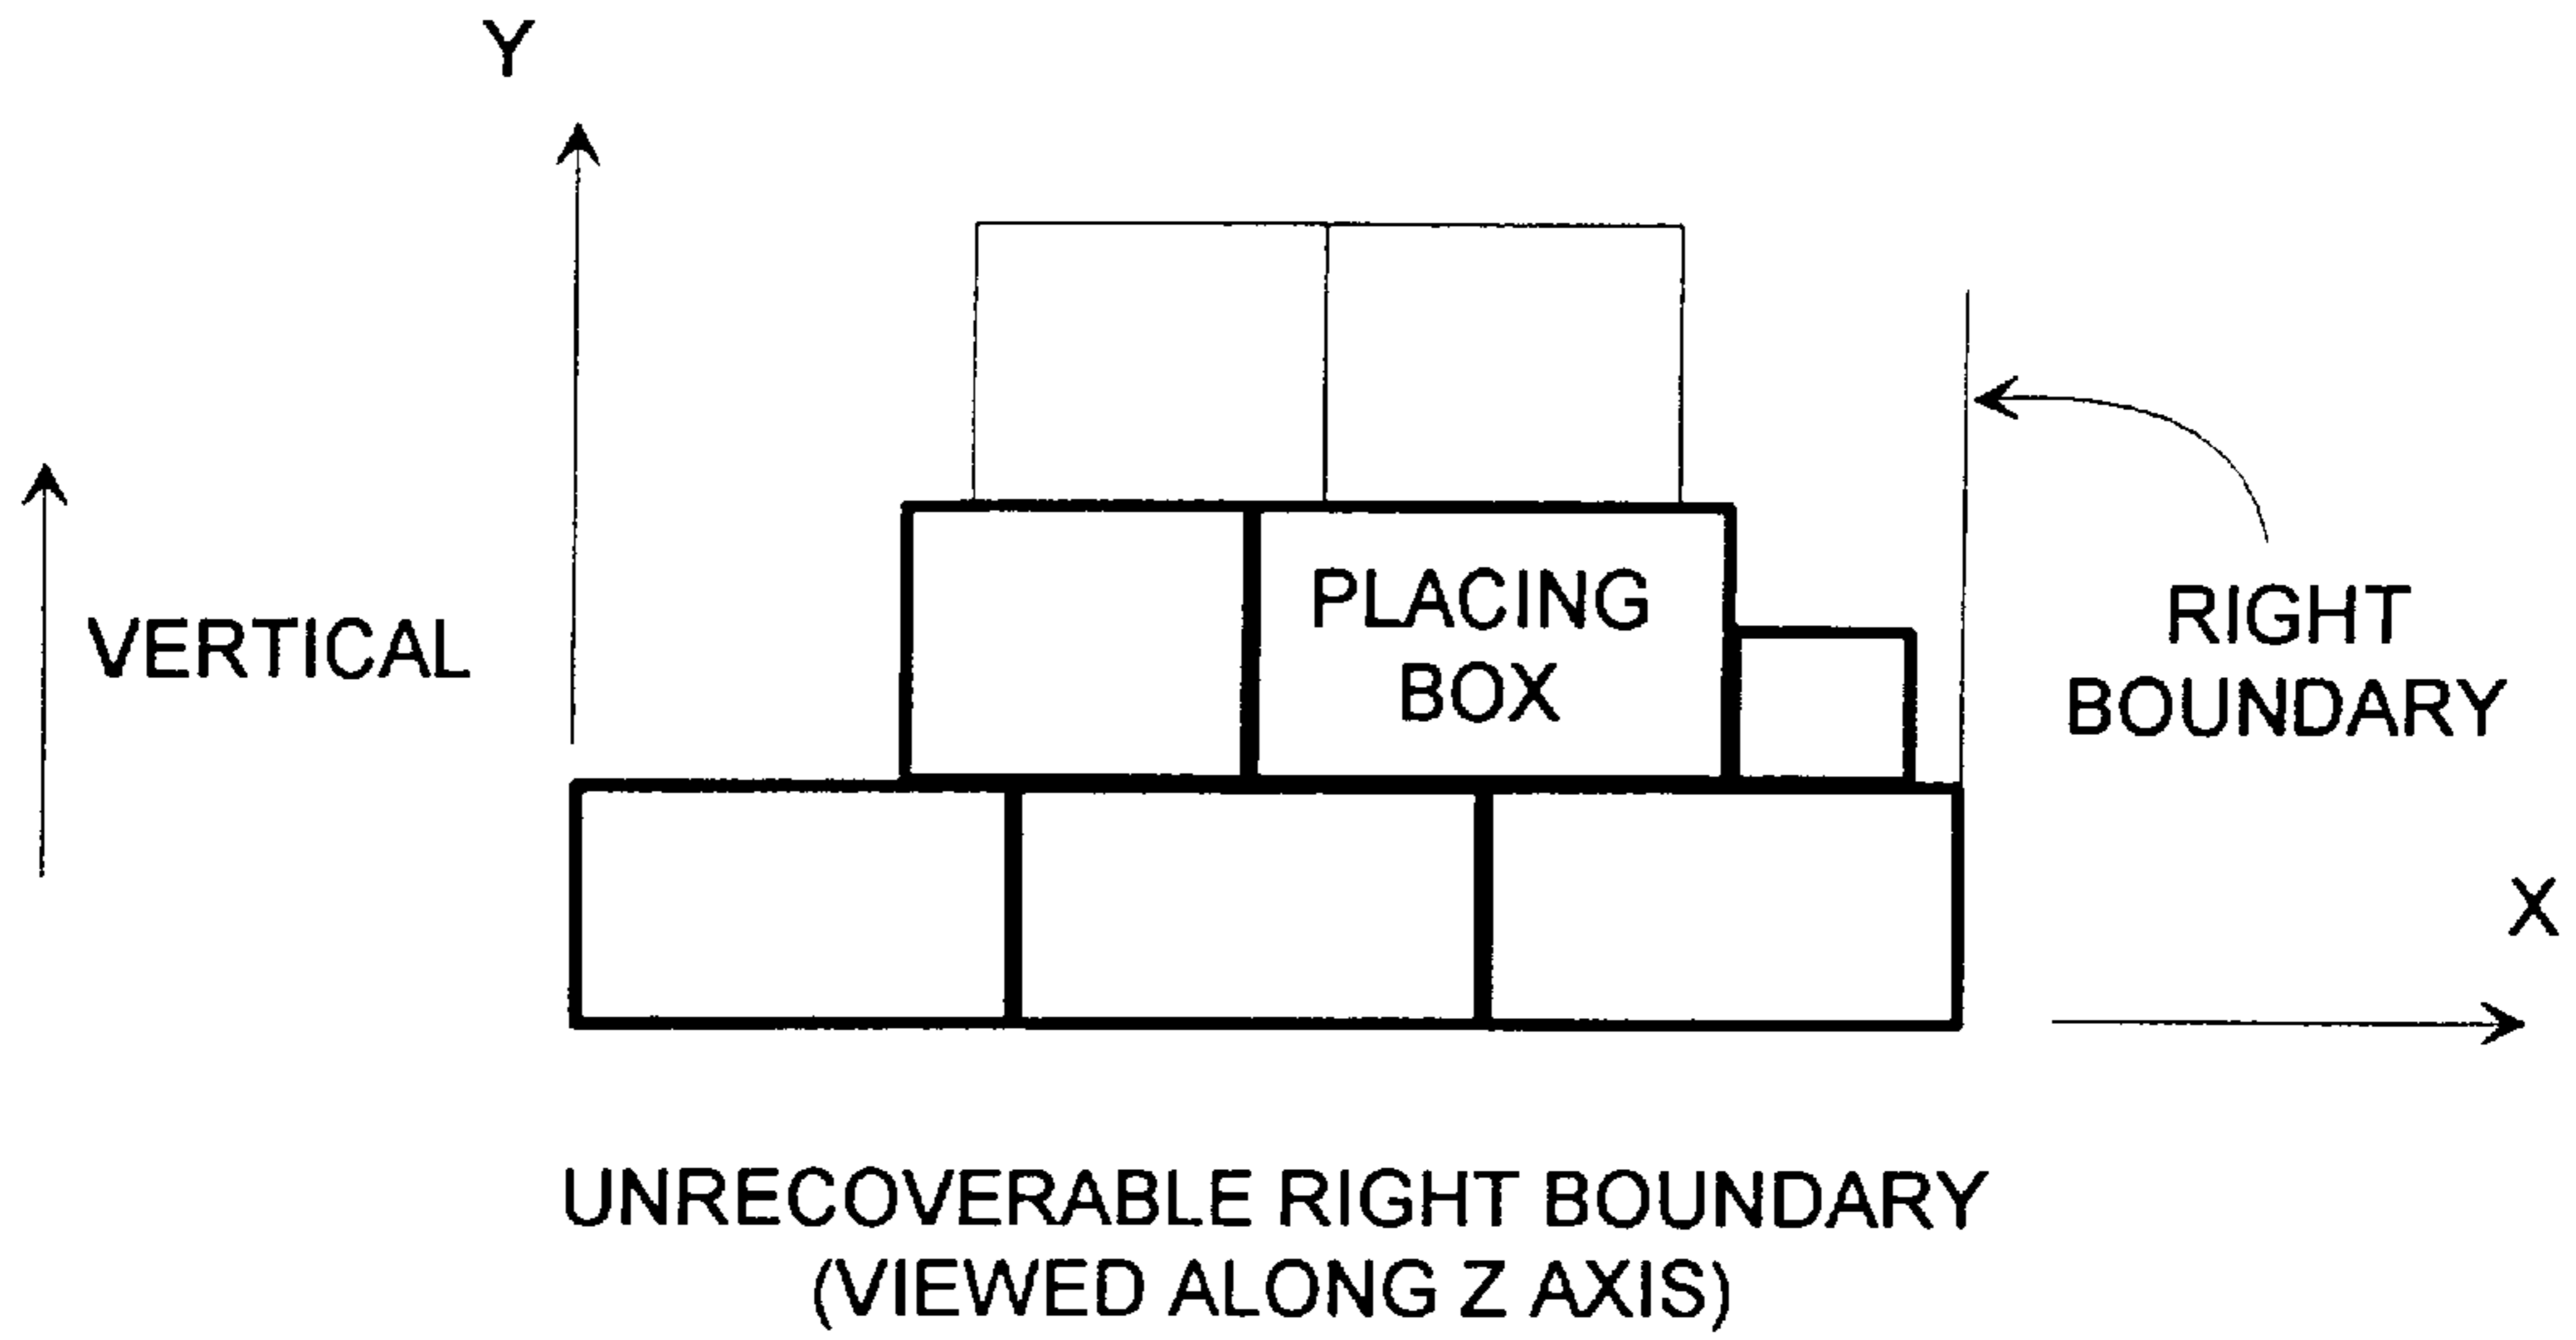 Y
PLACING
BOX
VERTICAL
RIGHT
BOUNDARY
X
UNRECOVERABLE RIGHT BOUNDARY
(VIEWED ALONG Z AXIS)